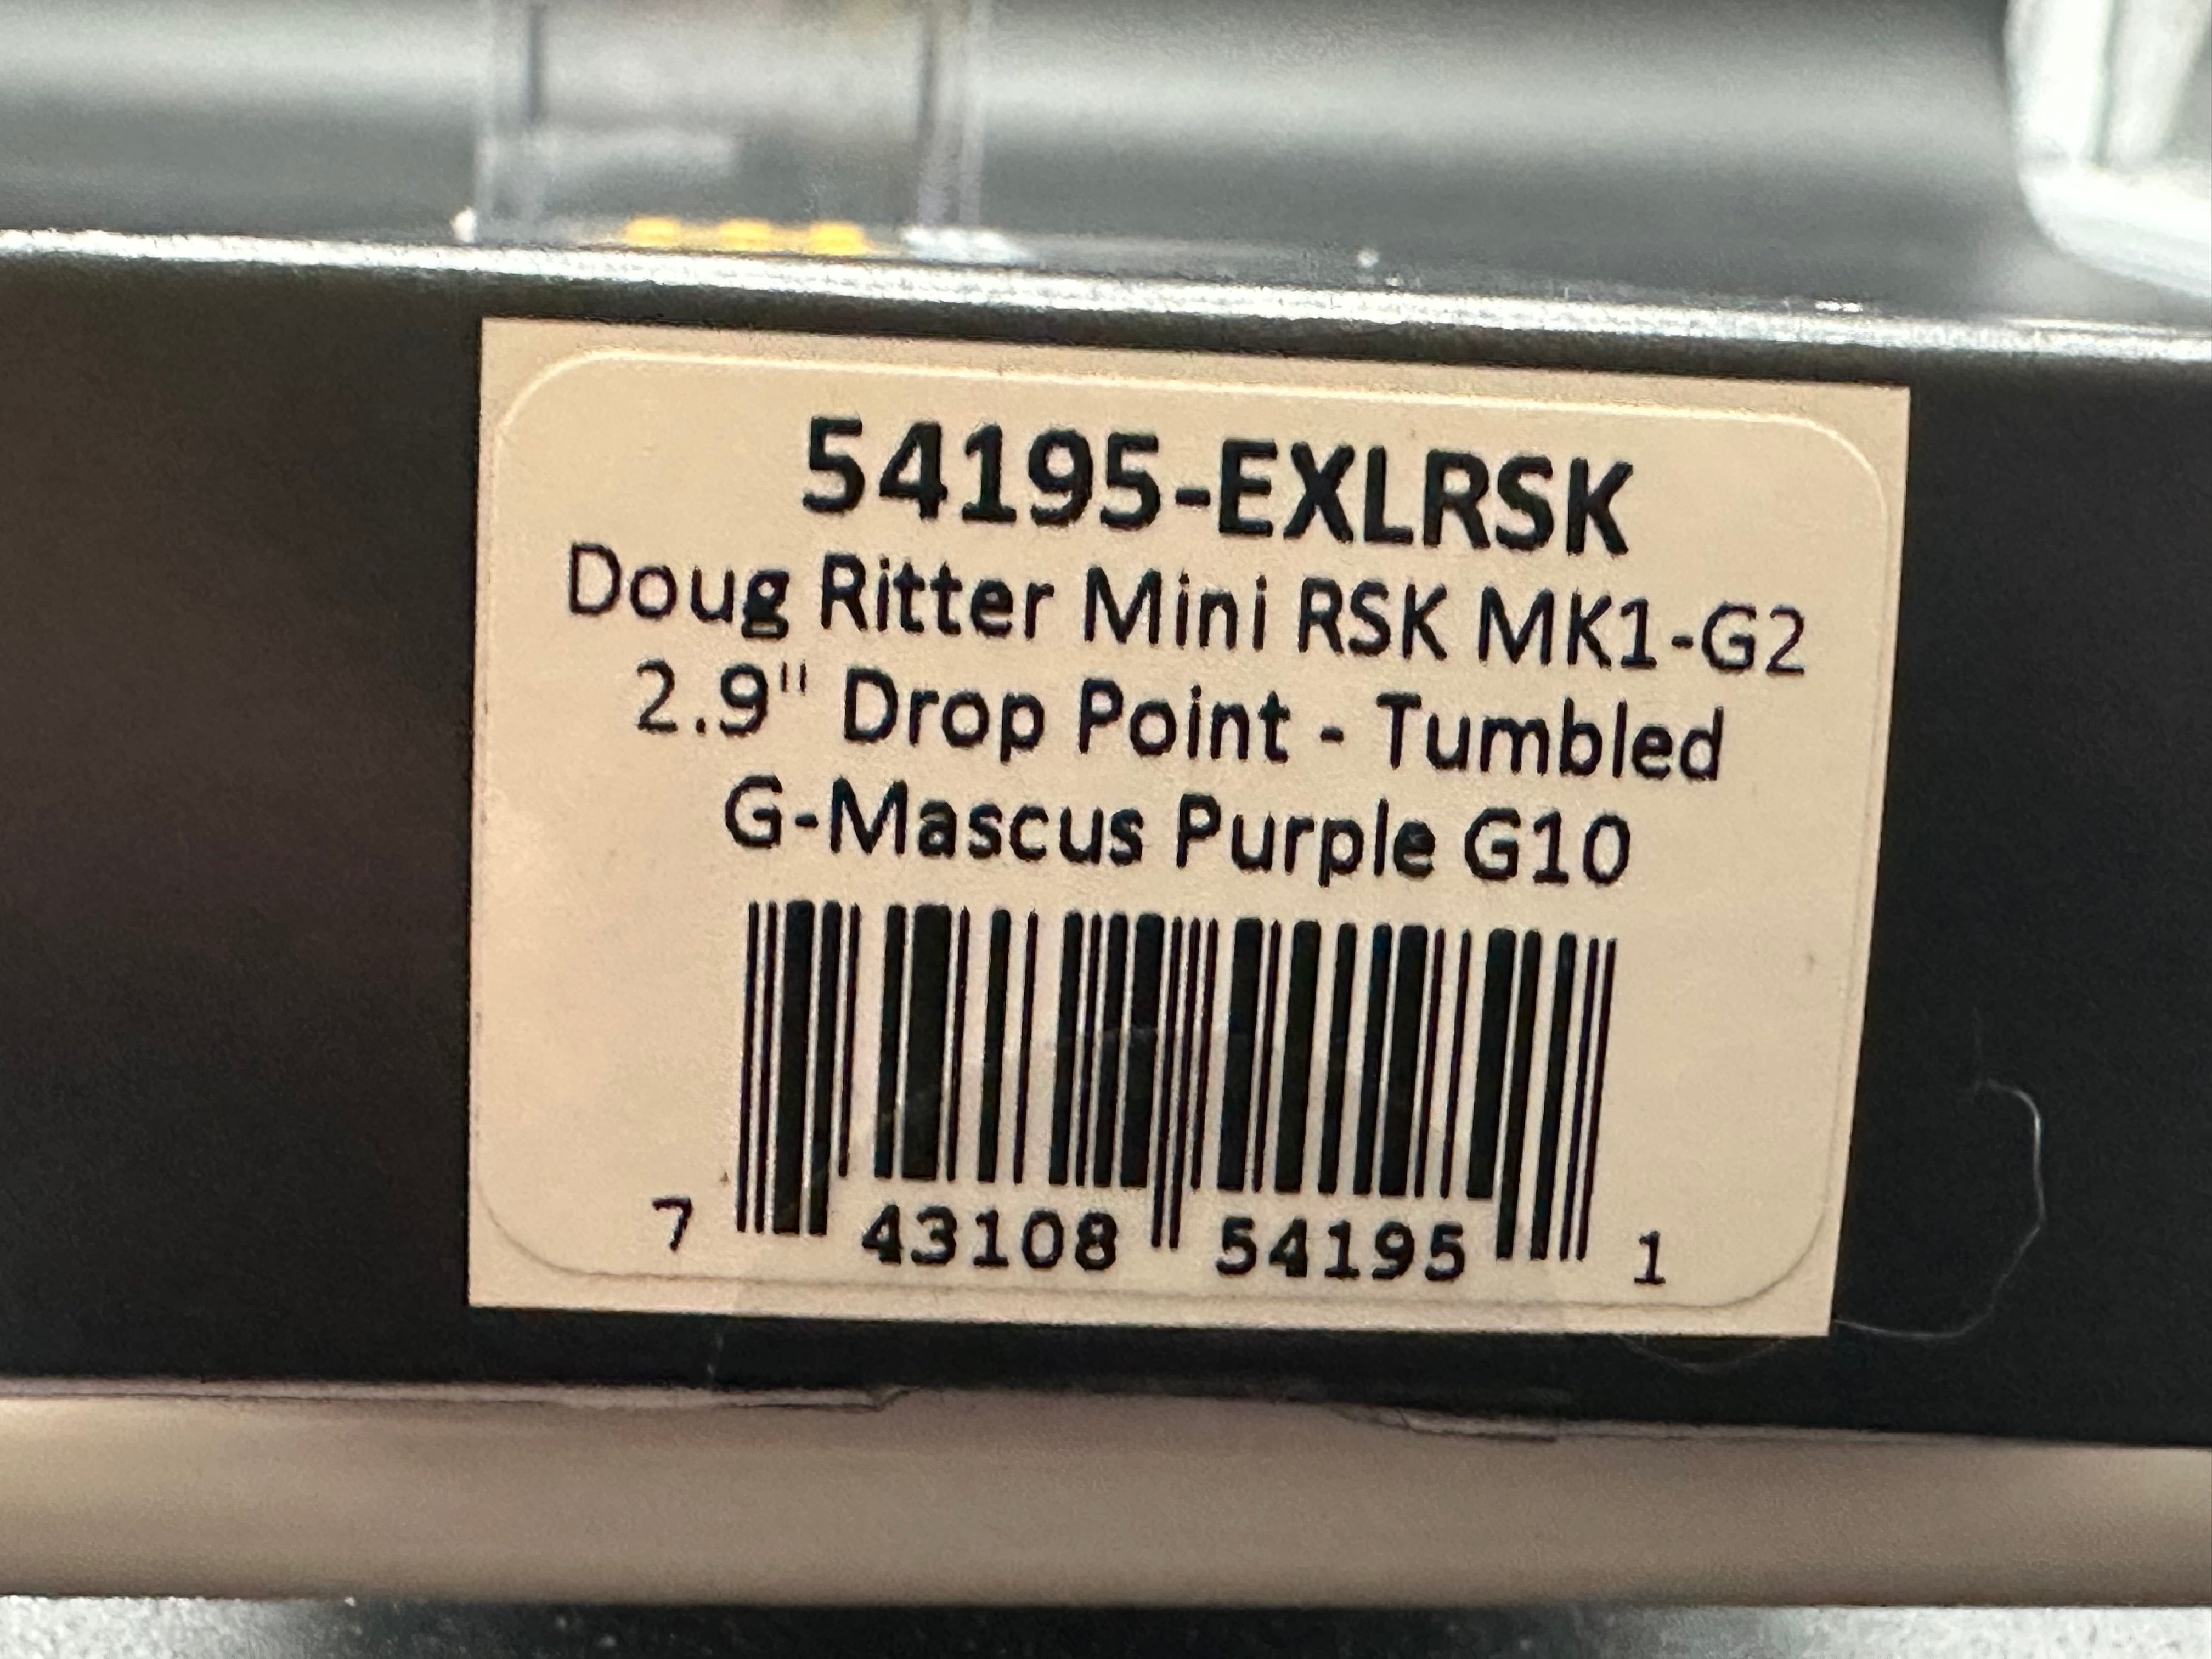 54195-EXLRSK
Doug Ritter Mini RSK MK1-G2
2.9" Drop Point - Tumbled
G-Mascus Purple G10
7 43108 54195 1